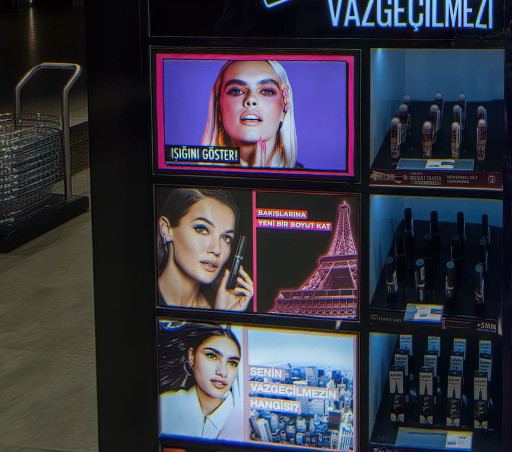 VAZGEÇİLMEZİ
IŞIĞINI GÖSTER!
BAKIŞLARINA
YENİ BİR BOYUT KAT
SENİN
VAZGEÇİLMEZİN
HANGİSİ?